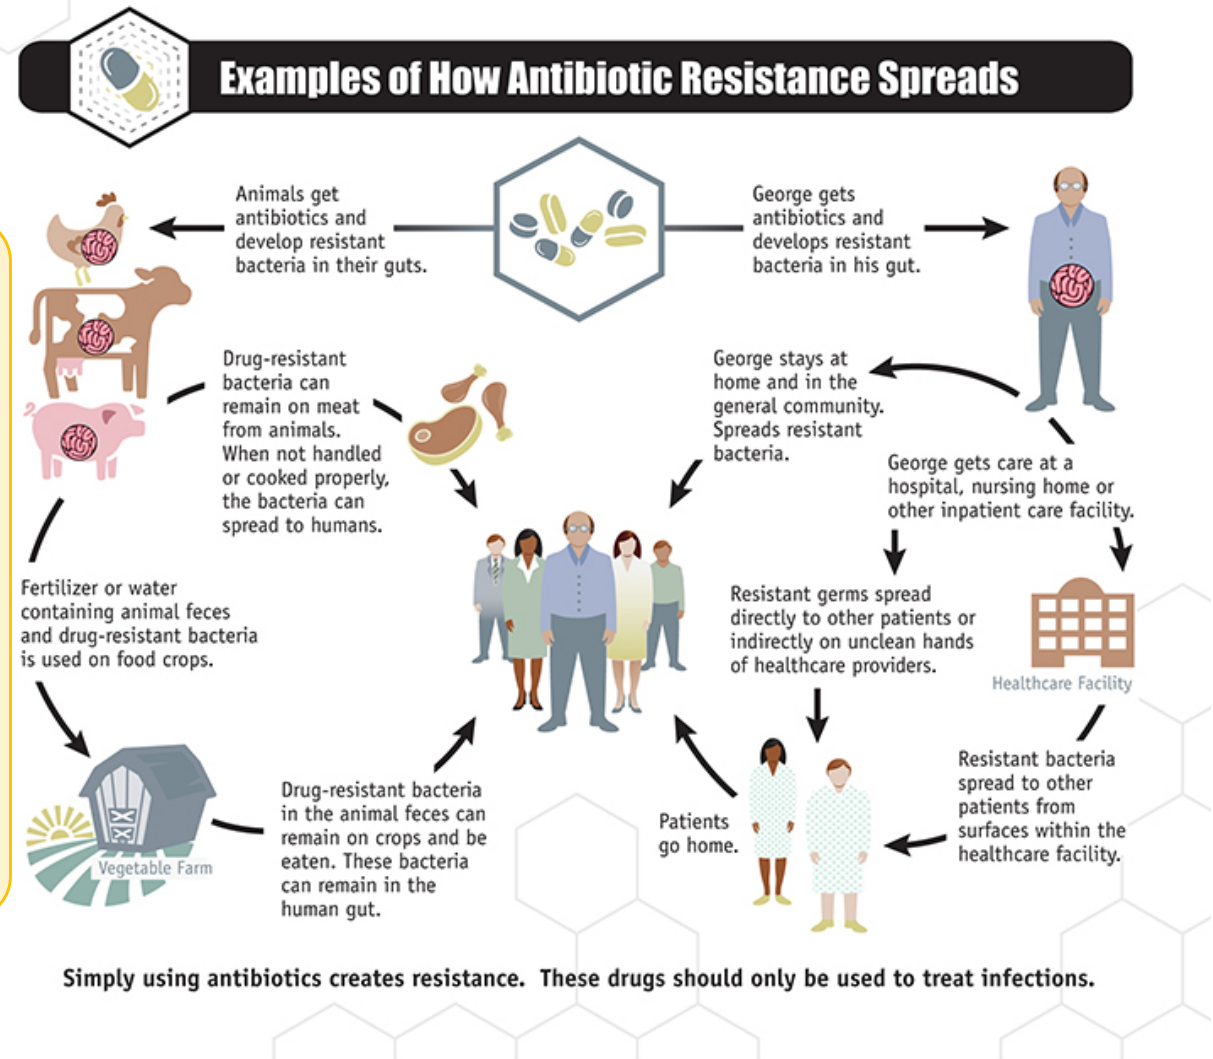 Examples of How Antibiotic Resistance Spreads
Animals get
antibiotics and
develop resistant
bacteria in their guts.
George gets
antibiotics and
develops resistant
bacteria in his gut.
Drug-resistant
bacteria can
remain on meat
from animals.
When not handled
or cooked properly,
the bacteria can
spread to humans.
George stays at
home and in the
general community.
Spreads resistant
bacteria.
George gets care at a
hospital, nursing home or
other inpatient care facility.
Fertilizer or water
containing animal feces
and drug-resistant bacteria
is used on food crops.
Resistant germs spread
directly to other patients or
indirectly on unclean hands
of healthcare providers.
Healthcare Facility
Vegetable Farm
Drug-resistant bacteria
in the animal feces can
remain on crops and be
eaten. These bacteria
can remain in the
human gut.
Patients
go home.
Resistant bacteria
spread to other
patients from
surfaces within the
healthcare facility.
Simply using antibiotics creates resistance. These drugs should only be used to treat infections.